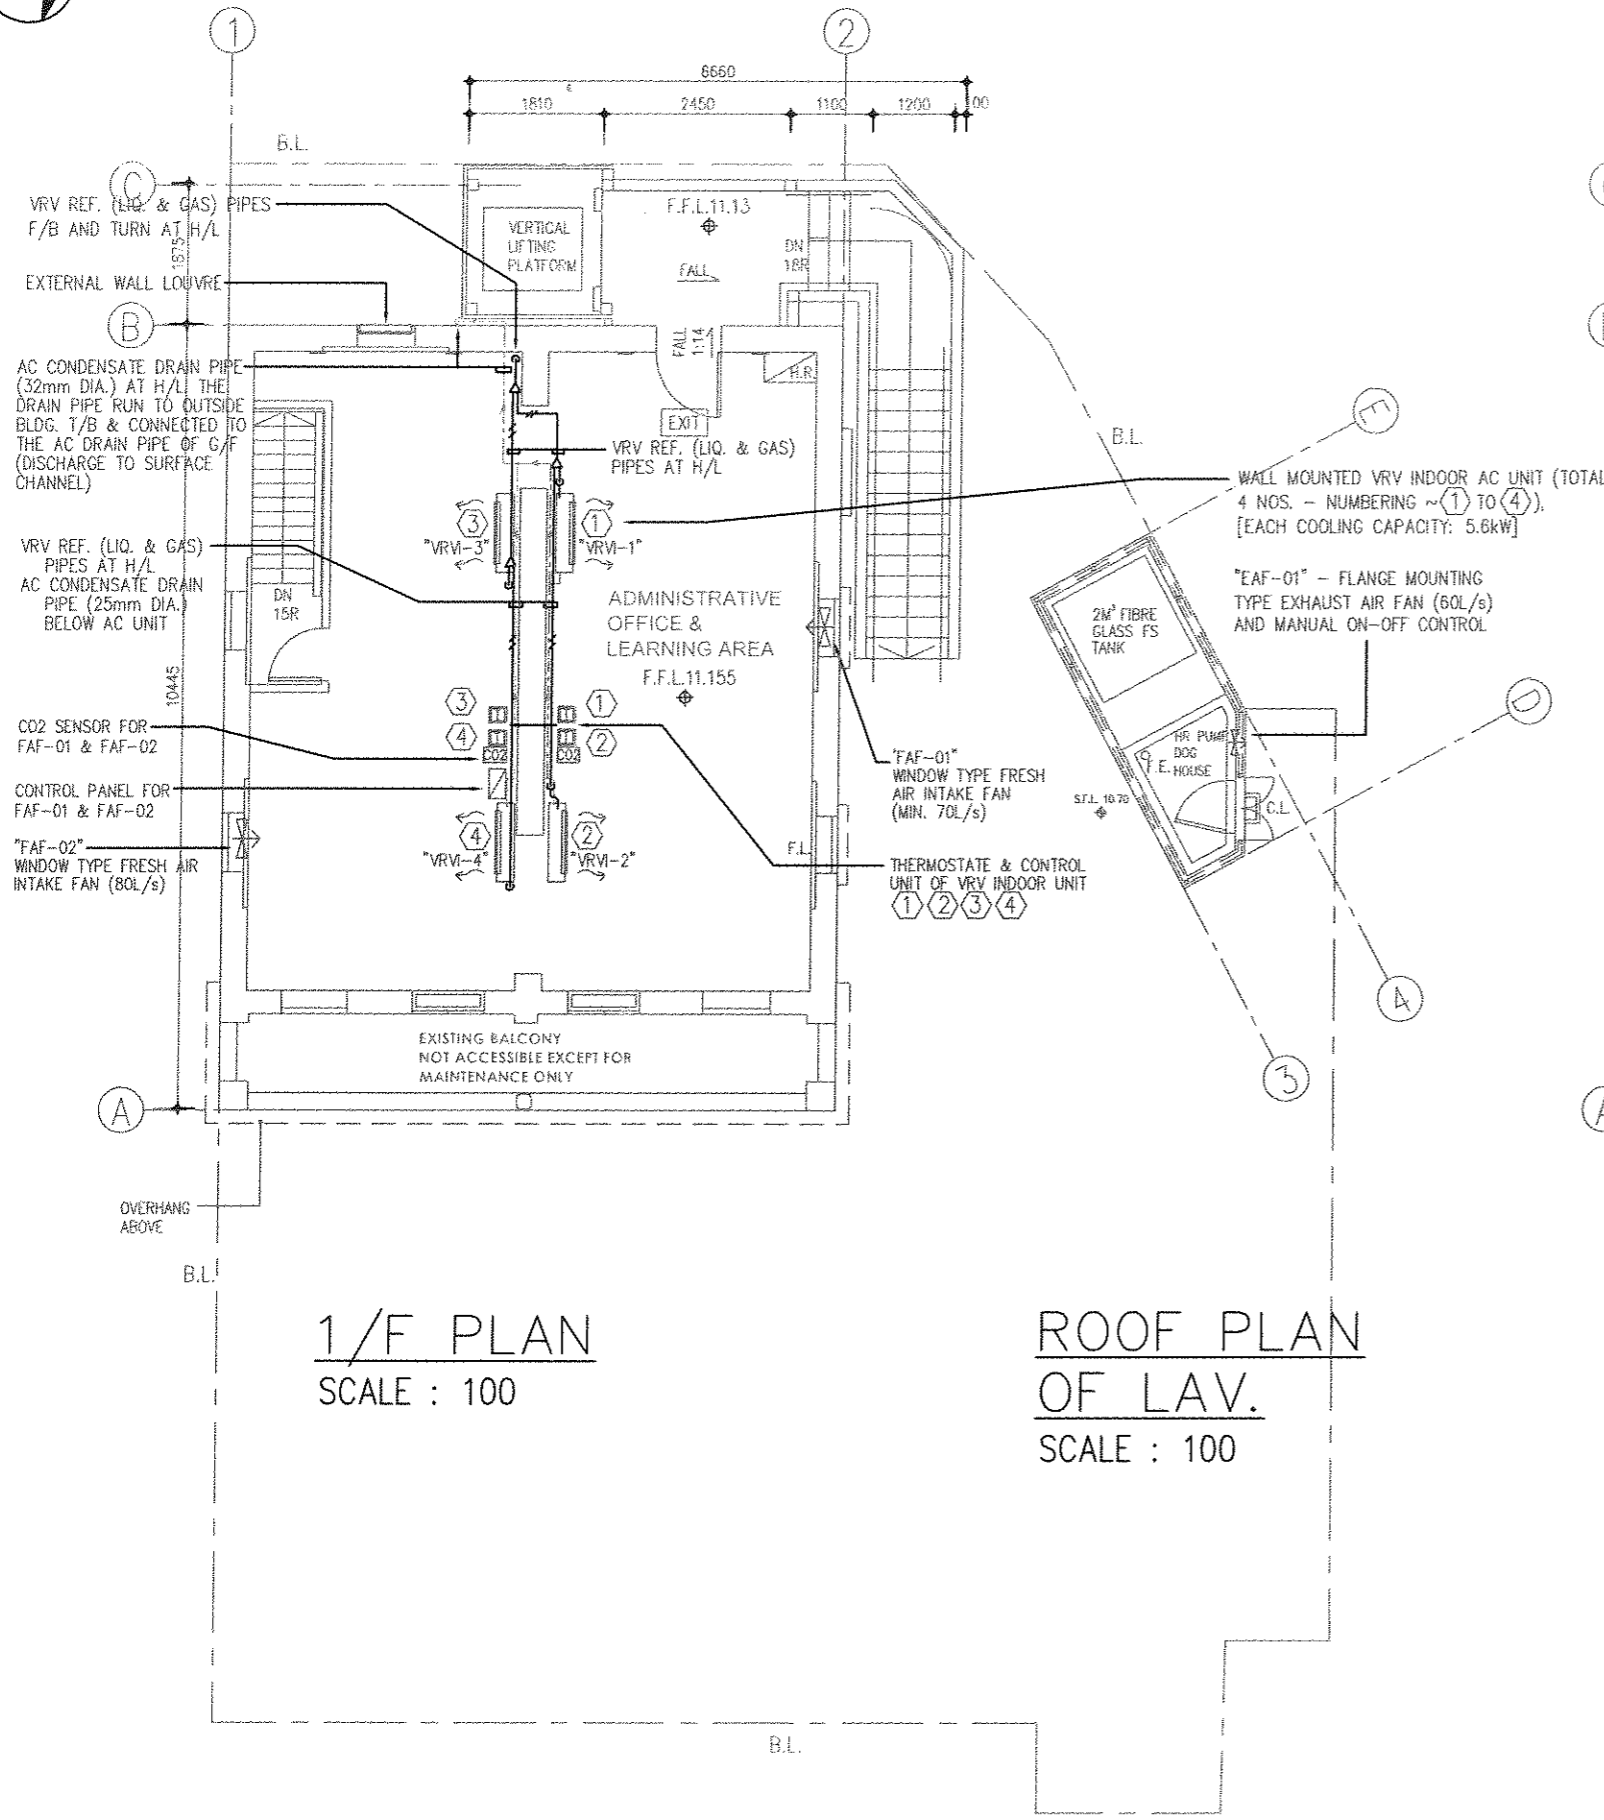 1
2
6660
1810
2450
1100
1200
00
B.L.
C
VRV REF. (LIQ. & GAS) PIPES
F/B AND TURN AT H/L
1875
EXTERNAL WALL LOUVRE
B
VERTICAL
LIFTING
PLATFORM
F.F.L.11.13
FALL
DN
18R
FALL
1:14
H.R.
EXIT
AC CONDENSATE DRAIN PIPE
(32mm DIA.) AT H/L THE
DRAIN PIPE RUN TO OUTSIDE
BLDG. T/B & CONNECTED TO
THE AC DRAIN PIPE OF G/F
(DISCHARGE TO SURFACE
CHANNEL)
VRV REF. (LIQ. & GAS)
PIPES AT H/L
B.L.
E
WALL MOUNTED VRV INDOOR AC UNIT (TOTAL
4 NOS. - NUMBERING ~1 TO 4).
[EACH COOLING CAPACITY: 5.6kW]
3
"VRVI-3"
1
"VRVI-1"
VRV REF. (LIQ. & GAS)
PIPES AT H/L
AC CONDENSATE DRAIN
PIPE (25mm DIA.)
BELOW AC UNIT
DN
15R
ADMINISTRATIVE
OFFICE &
LEARNING AREA
F.F.L.11.155
"EAF-01" - FLANGE MOUNTING
TYPE EXHAUST AIR FAN (60L/s)
AND MANUAL ON-OFF CONTROL
2M³ FIBRE
GLASS FS
TANK
10445
D
3
1
4
2
CO2
CO2
CO2 SENSOR FOR
FAF-01 & FAF-02
CONTROL PANEL FOR
FAF-01 & FAF-02
"FAF-02"
WINDOW TYPE FRESH AIR
INTAKE FAN (80L/s)
4
"VRVI-4"
2
"VRVI-2"
F.L.
"FAF-01"
WINDOW TYPE FRESH
AIR INTAKE FAN
(MIN. 70L/s)
HR PUMP
DOG
HOUSE
F.E.
S.F.L. 10.70
C.L.
THERMOSTATE & CONTROL
UNIT OF VRV INDOOR UNIT
1 2 3 4
4
3
EXISTING BALCONY
NOT ACCESSIBLE EXCEPT FOR
MAINTENANCE ONLY
A
A
OVERHANG
ABOVE
B.L.
1/F PLAN
SCALE : 100
ROOF PLAN
OF LAV.
SCALE : 100
B.L.